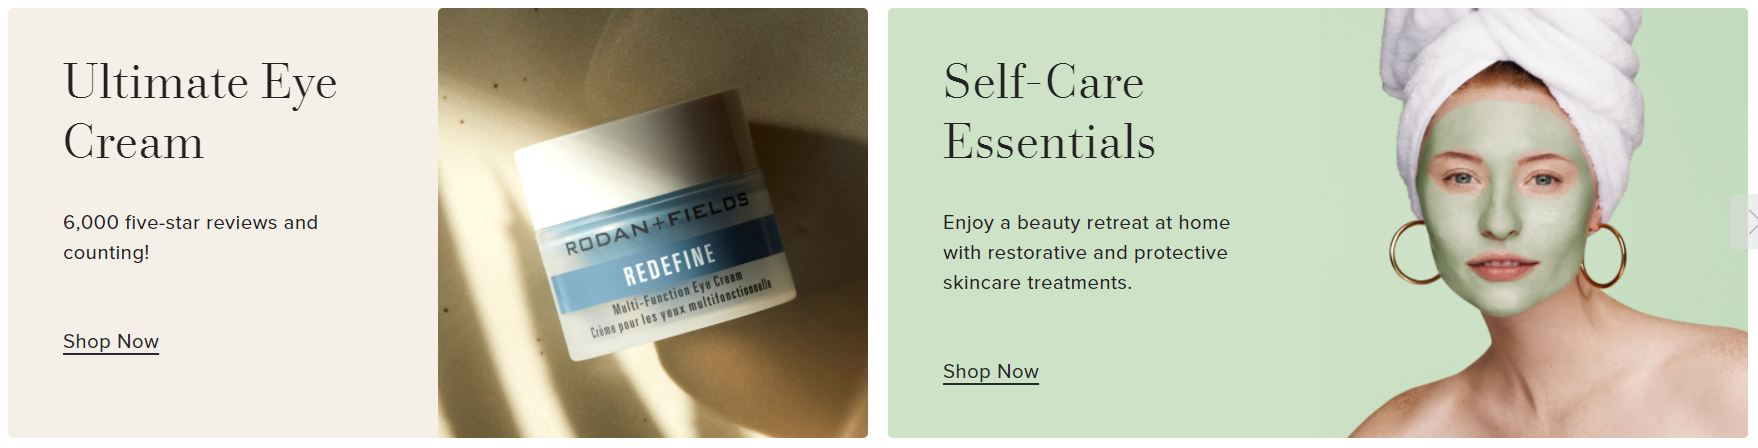 Ultimate Eye
Cream
6,000 five-star reviews and
counting!
Shop Now
RODAN+FIELDS
REDEFINE
Multi-Function Eye Cream
Crème pour les yeux multifonctionnelle
Self-Care
Essentials
Enjoy a beauty retreat at home
with restorative and protective
skincare treatments.
Shop Now